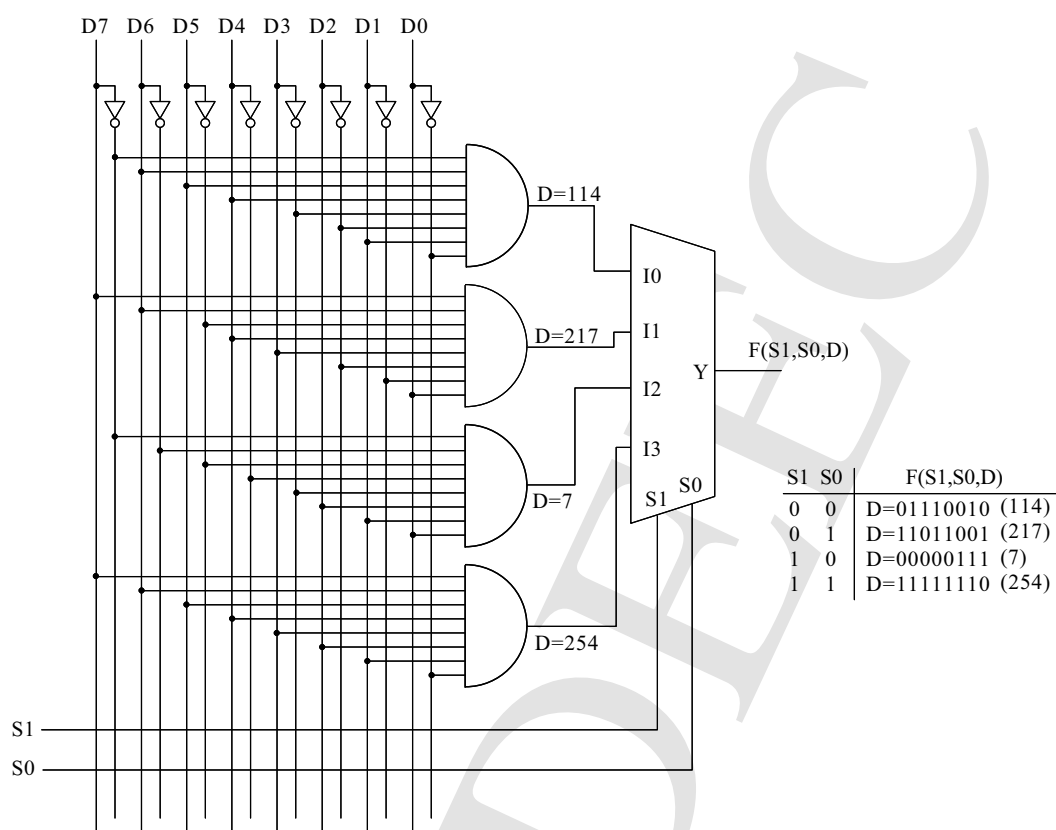 D7 D6 D5 D4 D3 D2 D1 D0
D=114
I0
D=217
I1
F(S1,S0,D)
Y
I2
I3
D=7
S0
S1
D=254
S1 S0 F(S1,S0,D)
0 0 D=01110010 (114)
0 1 D=11011001 (217)
1 0 D=00000111 (7)
1 1 D=11111110 (254)
S1
S0
DEEC